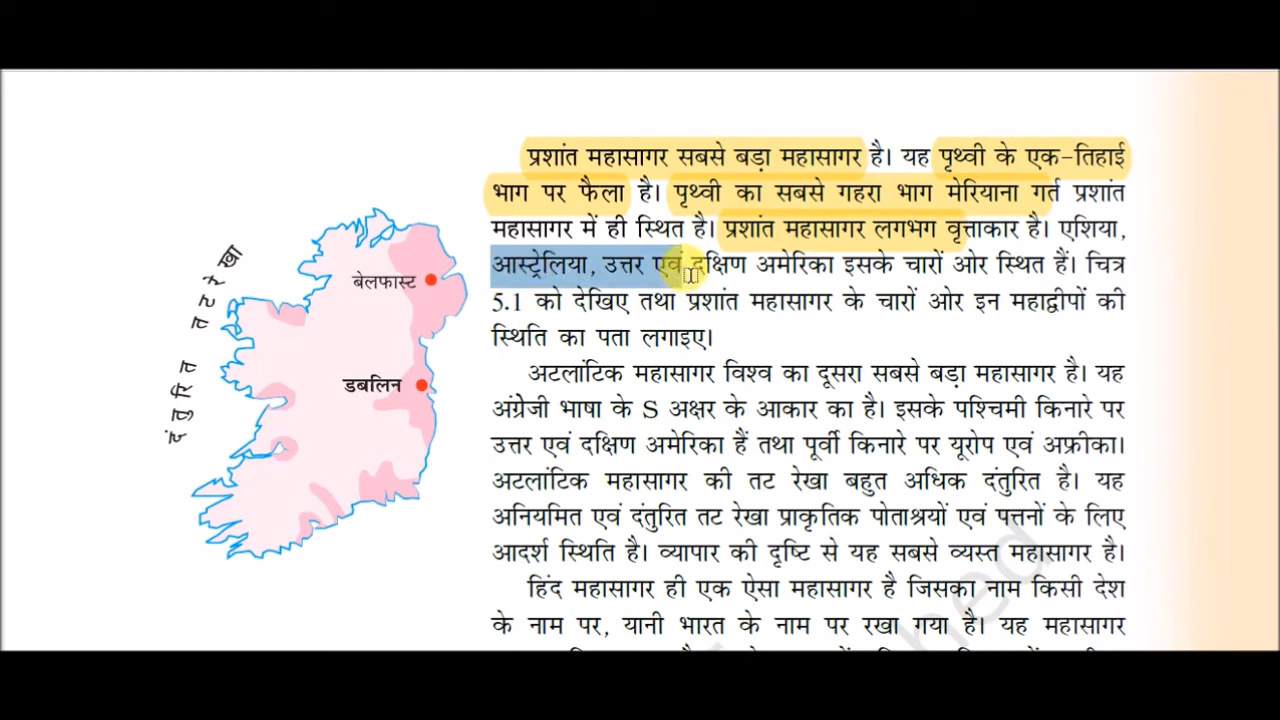 प्रशांत महासागर सबसे बड़ा महासागर है। यह पृथ्वी के एक-तिहाई
भाग पर फैला है। पृथ्वी का सबसे गहरा भाग मेरियाना गर्त प्रशांत
महासागर में ही स्थित है। प्रशांत महासागर लगभग वृत्ताकार है। एशिया,
आस्ट्रेलिया, उत्तर एवं दक्षिण अमेरिका इसके चारों ओर स्थित हैं। चित्र
5.1 को देखिए तथा प्रशांत महासागर के चारों ओर इन महाद्वीपों की
स्थिति का पता लगाइए।
अटलांटिक महासागर विश्व का दूसरा सबसे बड़ा महासागर है। यह
अंग्रेजी भाषा के S अक्षर के आकार का है। इसके पश्चिमी किनारे पर
उत्तर एवं दक्षिण अमेरिका हैं तथा पूर्वी किनारे पर यूरोप एवं अफ्रीका।
अटलांटिक महासागर की तट रेखा बहुत अधिक दंतुरित है। यह
अनियमित एवं दंतुरित तट रेखा प्राकृतिक पोताश्रयों एवं पत्तनों के लिए
आदर्श स्थिति है। व्यापार की दृष्टि से यह सबसे व्यस्त महासागर है।
हिंद महासागर ही एक ऐसा महासागर है जिसका नाम किसी देश
के नाम पर, यानी भारत के नाम पर रखा गया है। यह महासागर
दंतुरित तटरेखा
बेलफास्ट
डबलिन